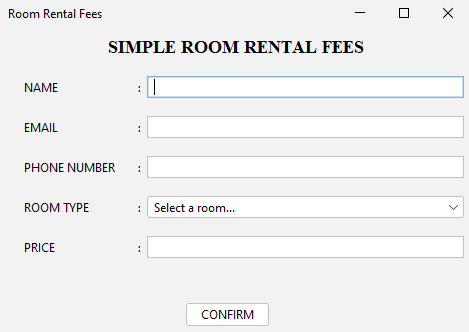 Room Rental Fees
SIMPLE ROOM RENTAL FEES
NAME :
EMAIL :
PHONE NUMBER :
ROOM TYPE : Select a room...
PRICE :
CONFIRM